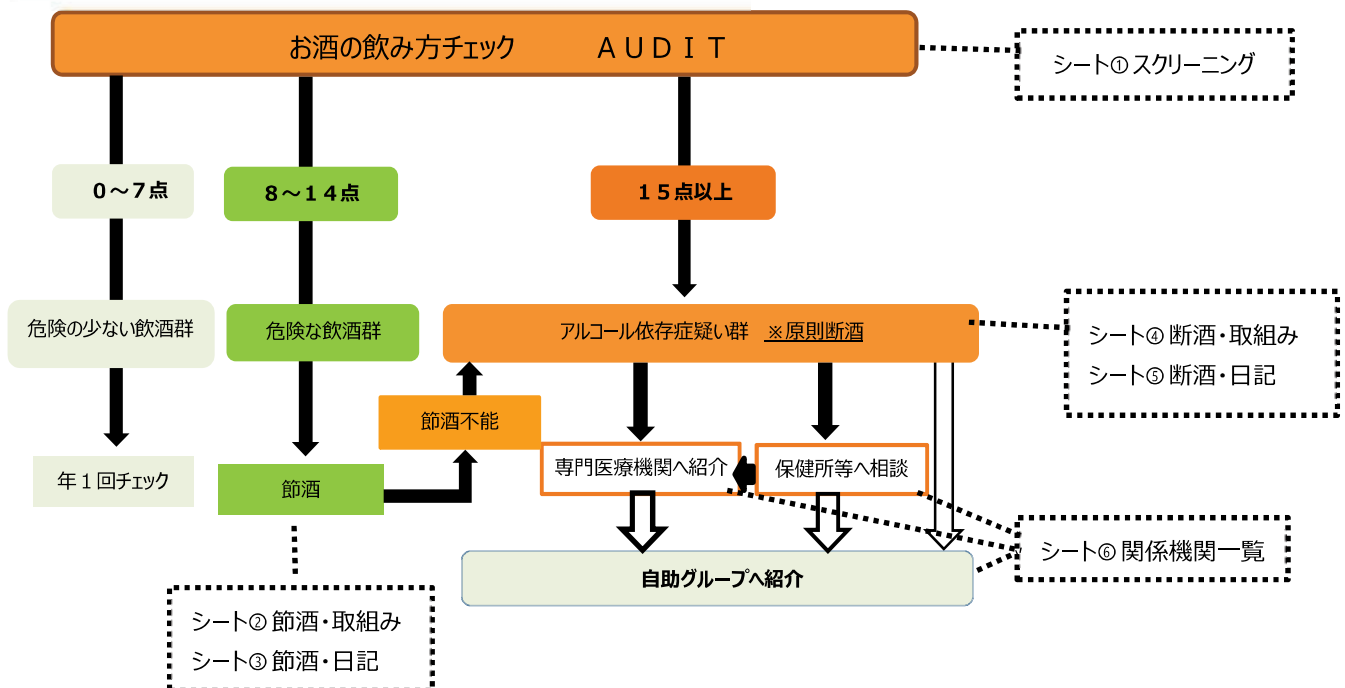 お酒の飲み方チェック　　　ＡＵＤＩＴ
シート①スクリーニング
０～７点
８～１４点
１５点以上
危険の少ない飲酒群
危険な飲酒群
アルコール依存症疑い群　※原則断酒
シート④断酒・取組み
シート⑤断酒・日記
節酒不能
年１回チェック
節酒
専門医療機関へ紹介
保健所等へ相談
シート⑥関係機関一覧
自助グループへ紹介
シート②節酒・取組み
シート③節酒・日記